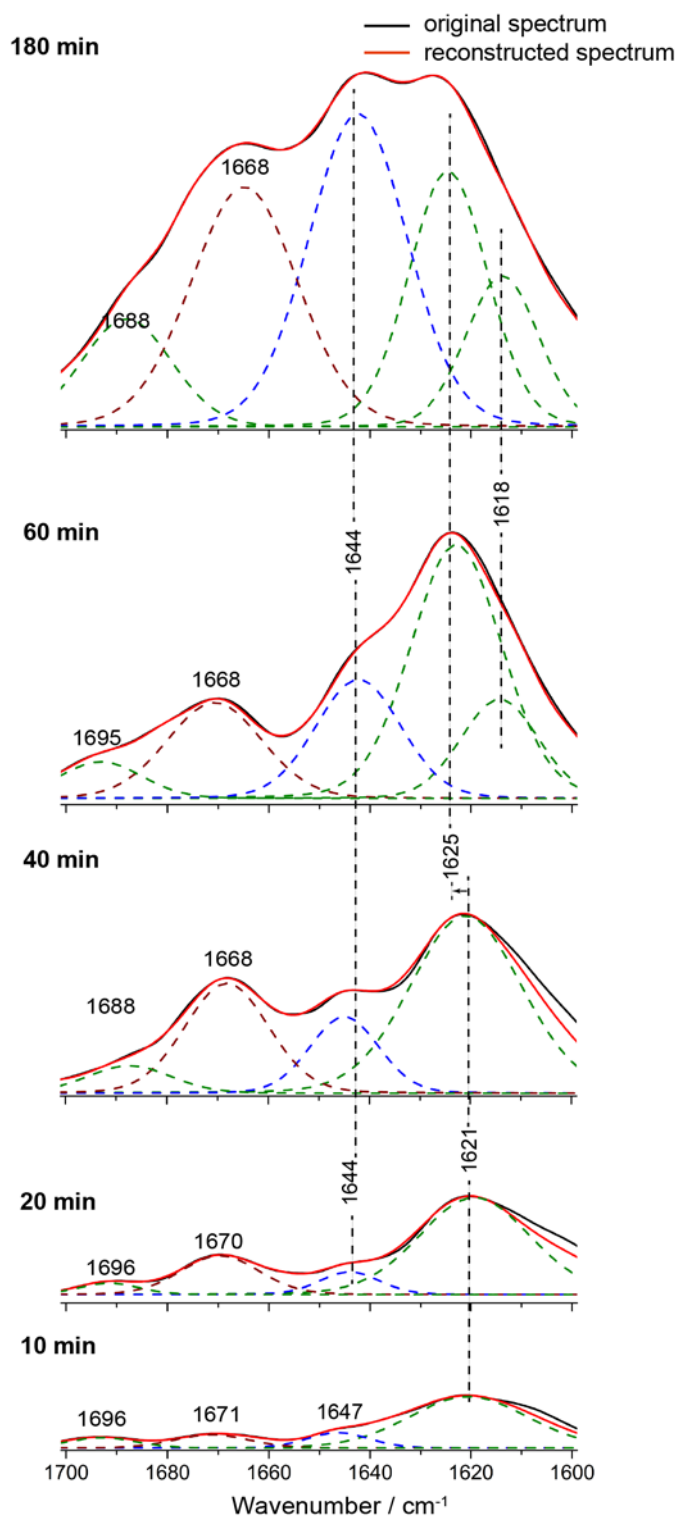 original spectrum
reconstructed spectrum
180 min
1668
1688
60 min
1644
1618
1668
1695
40 min
1625
1668
1688
20 min
1644
1621
1670
1696
10 min
1696
1671
1647
1700 1680 1660 1640 1620 1600
Wavenumber / cm⁻¹